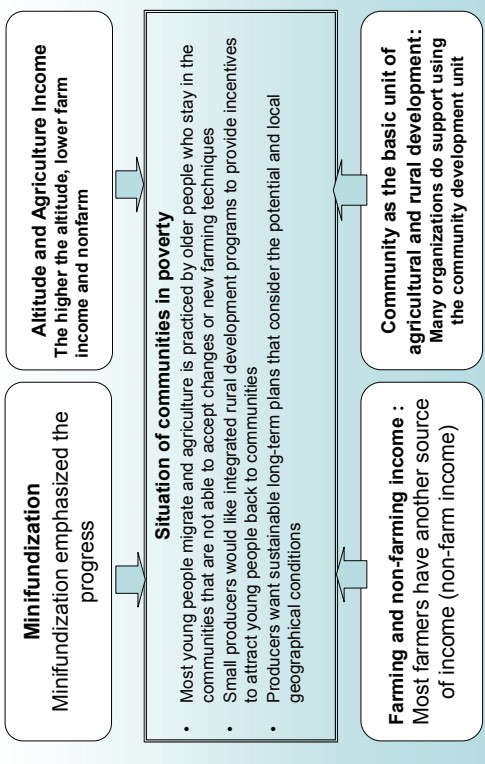 Minifundization
Minifundization emphasized the
progress
Altitude and Agriculture Income
The higher the altitude, lower farm
income and nonfarm
Situation of communities in poverty
• Most young people migrate and agriculture is practiced by older people who stay in the
communities that are not able to accept changes or new farming techniques
• Small producers would like integrated rural development programs to provide incentives
to attract young people back to communities
• Producers want sustainable long-term plans that consider the potential and local
geographical conditions
Farming and non-farming income :
Most farmers have another source
of income (non-farm income)
Community as the basic unit of
agricultural and rural development:
Many organizations do support using
the community development unit